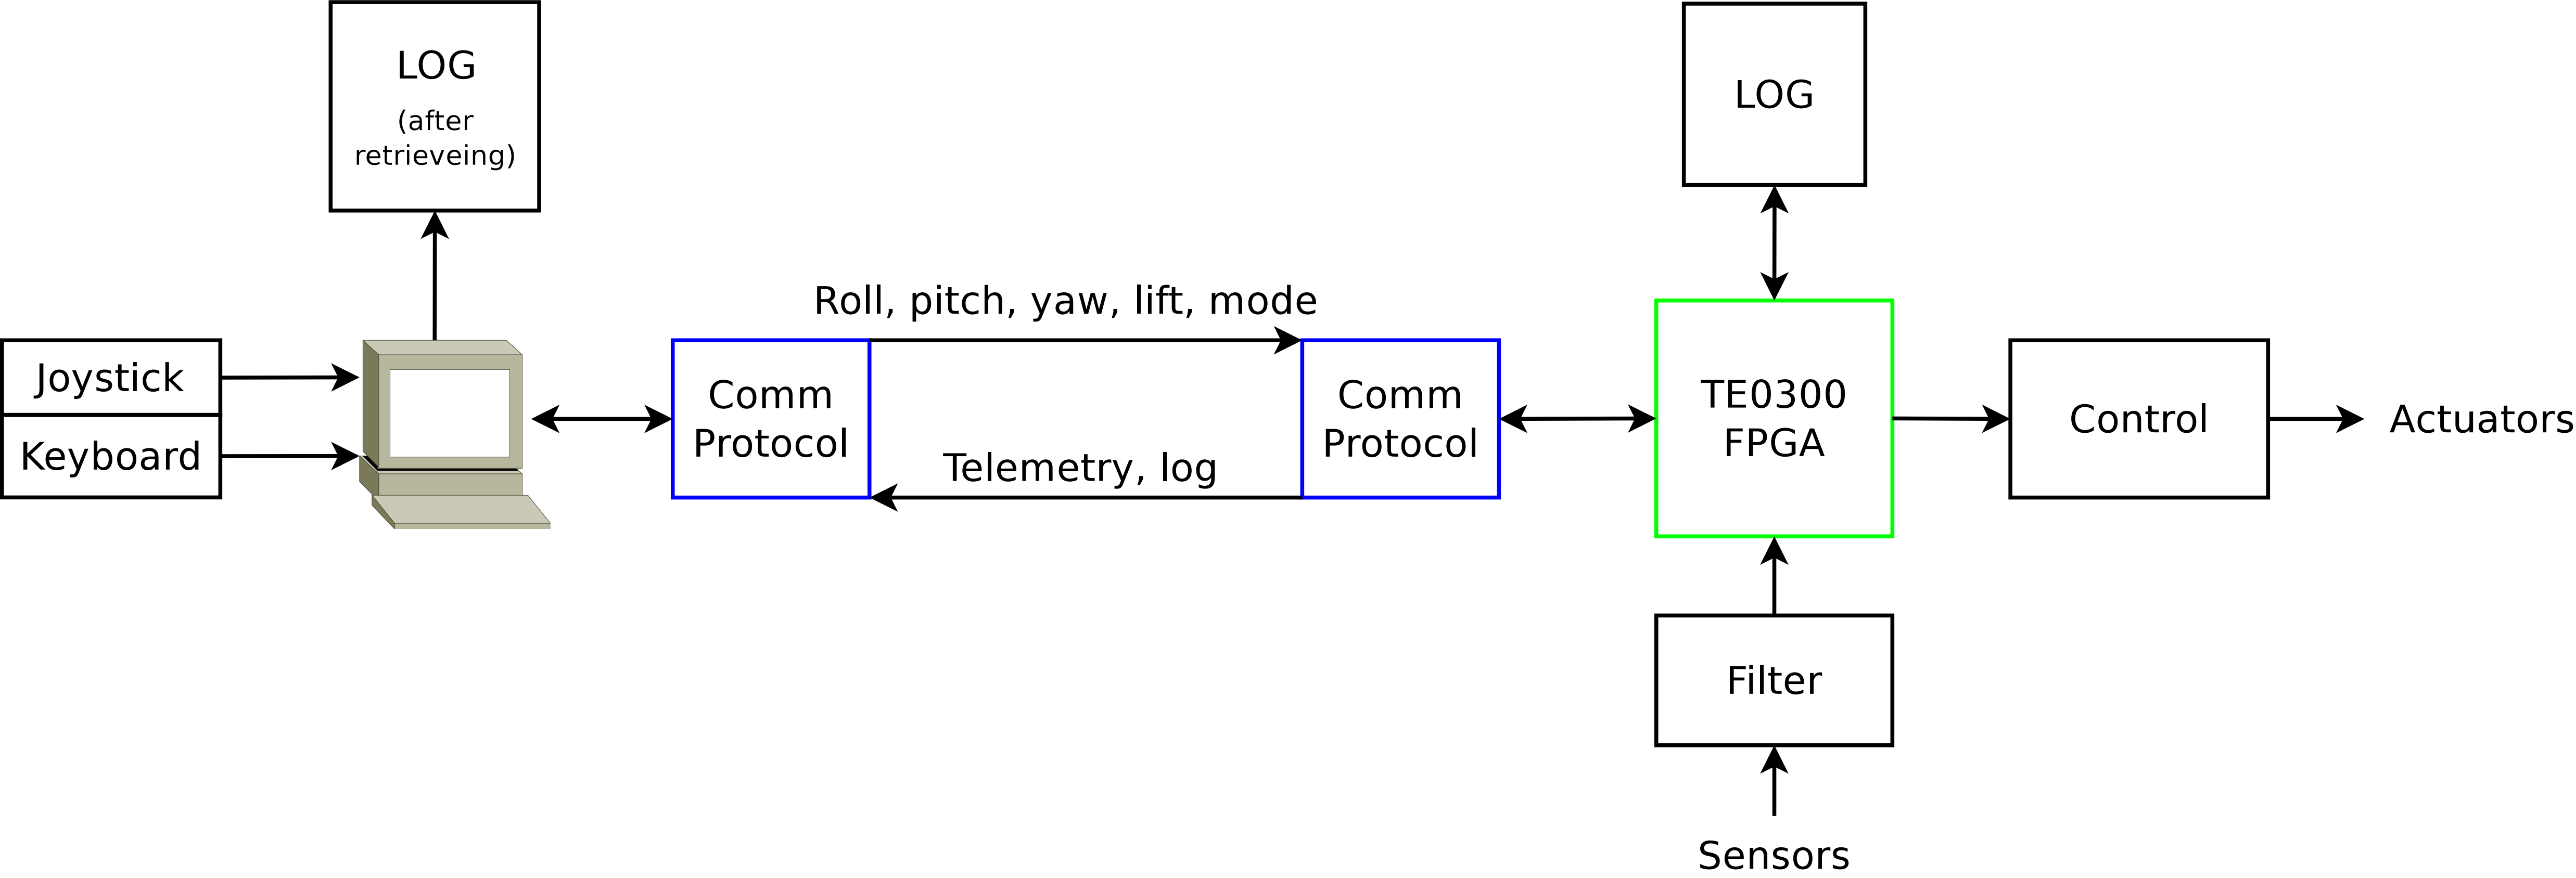 LOG
(after
retrieveing)
LOG
Roll, pitch, yaw, lift, mode
Joystick
Keyboard
Comm
Protocol
Telemetry, log
Comm
Protocol
TE0300
FPGA
Control
Actuators
Filter
Sensors